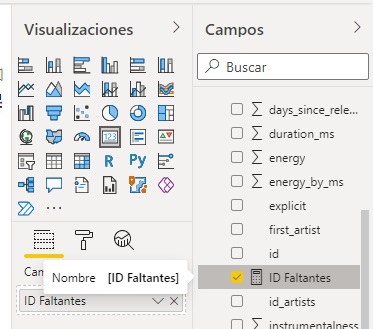 Visualizaciones
Campos
Buscar
123
R
Py
Cam
Nombre [ID Faltantes]
ID Faltantes
days_since_rele...
duration_ms
energy
energy_by_ms
explicit
first_artist
id
ID Faltantes
id_artists
instrumentalness